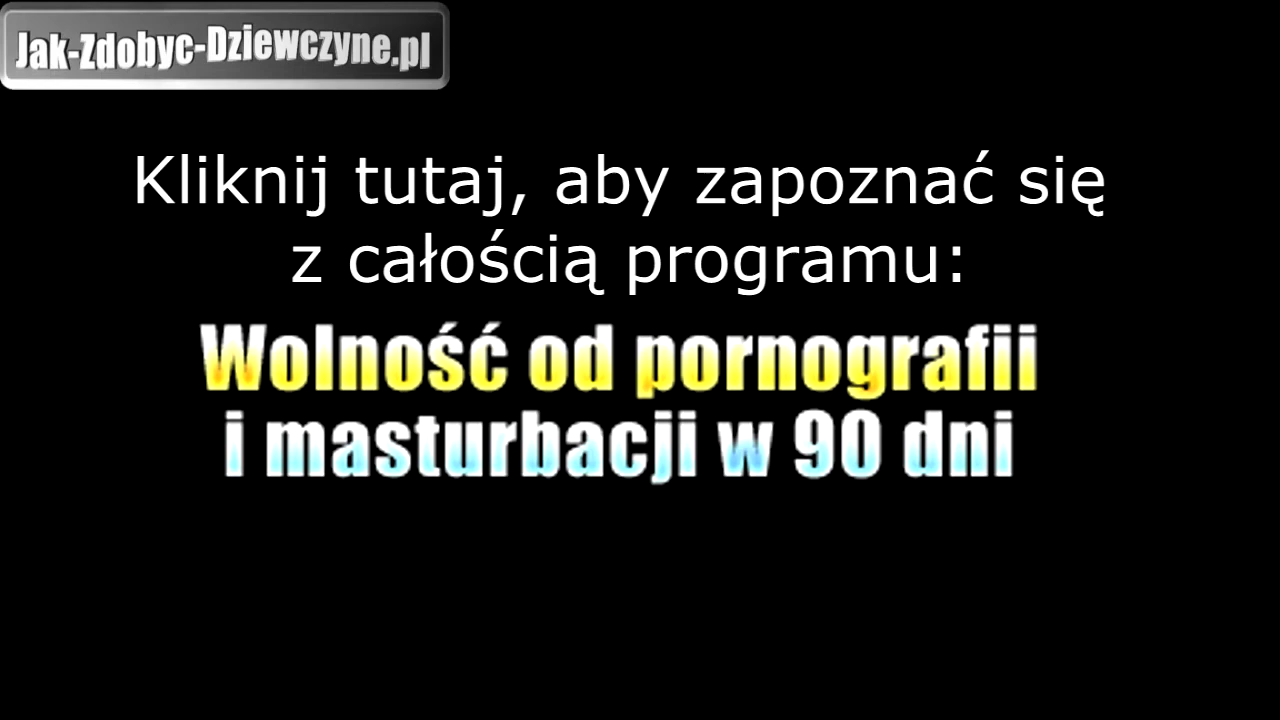 Jak-Zdobyc-Dziewczyne.pl
Kliknij tutaj, aby zapoznać się
z całością programu:
Wolność od pornografii
i masturbacji w 90 dni